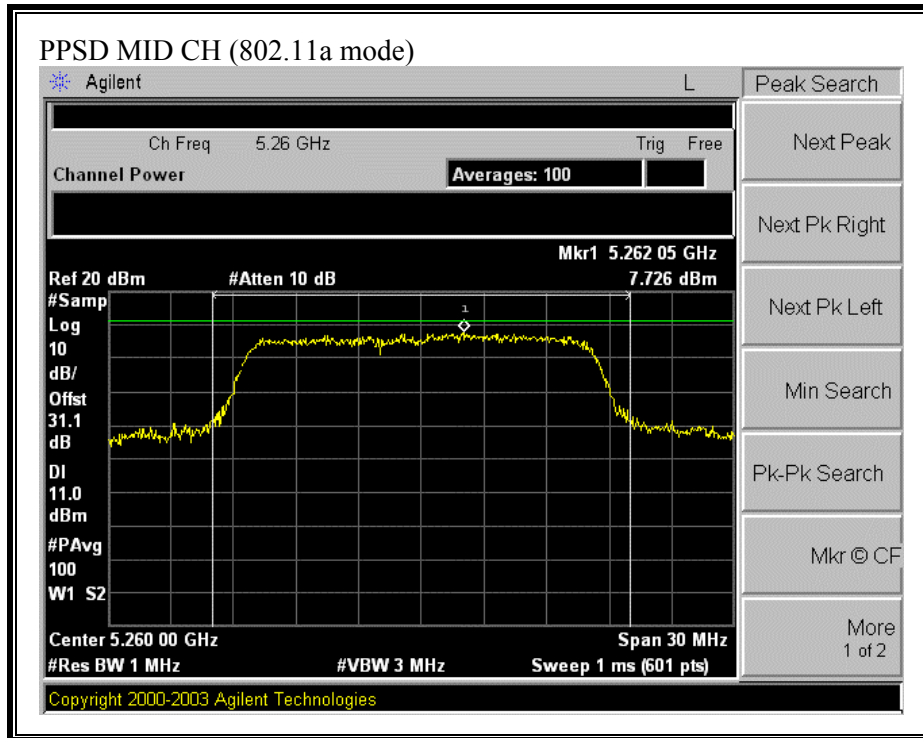 PPSD MID CH (802.11a mode)
Agilent L Peak Search
Ch Freq 5.26 GHz Trig Free
Channel Power Averages: 100
Next Peak
Next Pk Right
Mkr1 5.262 05 GHz
Ref 20 dBm #Atten 10 dB 7.726 dBm
#Samp
Log
10
dB/
Offst
31.1
dB
DI
11.0
dBm
#PAvg
100
W1 S2
1
Next Pk Left
Min Search
Pk-Pk Search
Mkr © CF
More
1 of 2
Center 5.260 00 GHz Span 30 MHz
#Res BW 1 MHz #VBW 3 MHz Sweep 1 ms (601 pts)
Copyright 2000-2003 Agilent Technologies